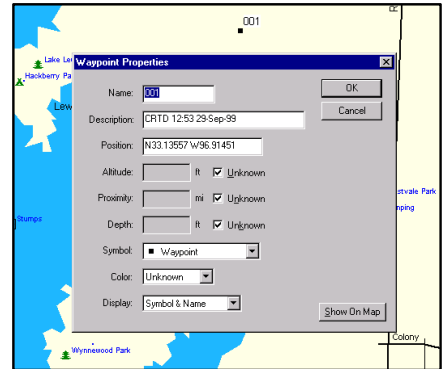 R
001
Lake Le
Hackberry Pa
Lew
Waypoint Properties
Name: 001
OK
Description: CRTD 12:53 29-Sep-99
Cancel
Position: N33.13557 W96.91451
Altitude: ft Unknown
Proximity: mi Unknown
Depth: ft Unknown
Symbol: Waypoint
Color: Unknown
Display: Symbol & Name
Show On Map
Stumps
stvale Park
mping
Colony
Wynnewood Park